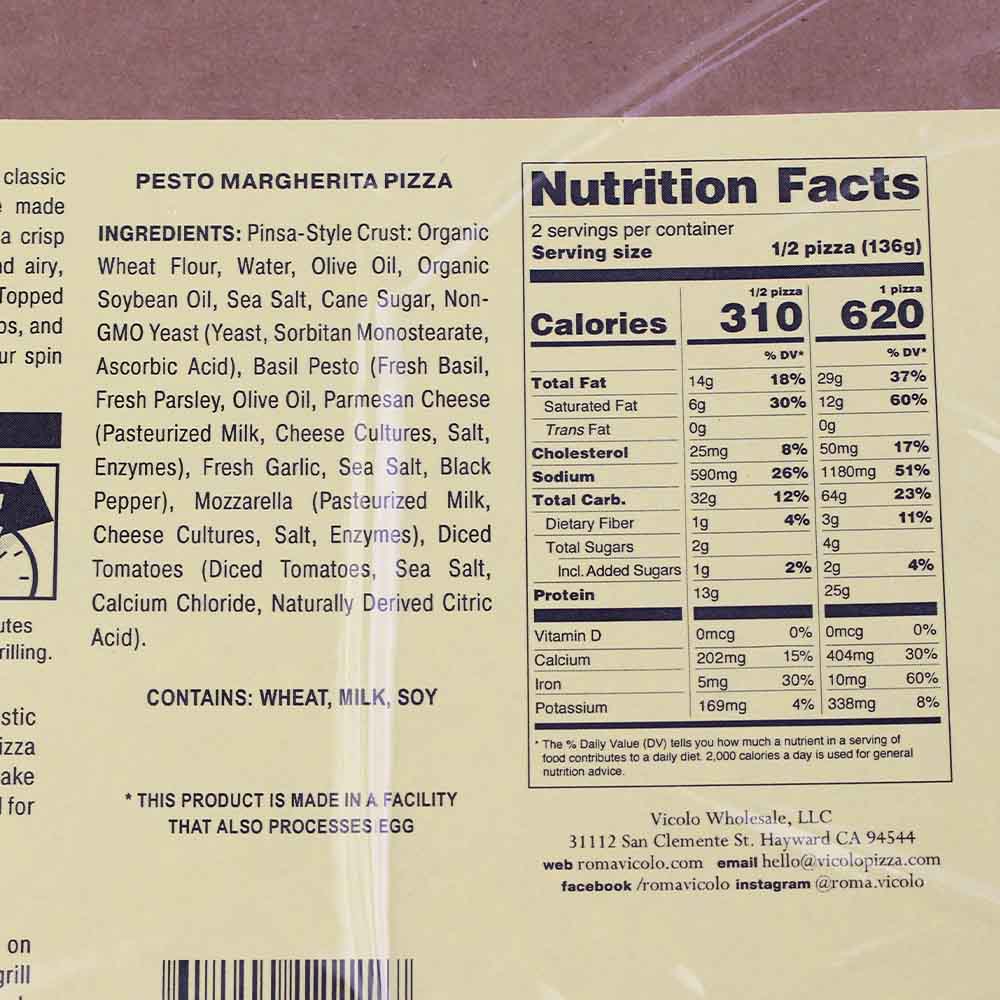 classic
made
a crisp
nd airy,
Topped
os, and
ur spin
utes
rilling.
stic
izza
ake
for
on
grill
PESTO MARGHERITA PIZZA
INGREDIENTS: Pinsa-Style Crust: Organic
Wheat Flour, Water, Olive Oil, Organic
Soybean Oil, Sea Salt, Cane Sugar, Non-
GMO Yeast (Yeast, Sorbitan Monostearate,
Ascorbic Acid), Basil Pesto (Fresh Basil,
Fresh Parsley, Olive Oil, Parmesan Cheese
(Pasteurized Milk, Cheese Cultures, Salt,
Enzymes), Fresh Garlic, Sea Salt, Black
Pepper), Mozzarella (Pasteurized Milk,
Cheese Cultures, Salt, Enzymes), Diced
Tomatoes (Diced Tomatoes, Sea Salt,
Calcium Chloride, Naturally Derived Citric
Acid).
CONTAINS: WHEAT, MILK, SOY
* THIS PRODUCT IS MADE IN A FACILITY
THAT ALSO PROCESSES EGG
Nutrition Facts
2 servings per container
Serving size 1/2 pizza (136g)
1/2 pizza 1 pizza
Calories 310 620
% DV* % DV*
Total Fat 14g 18% 29g 37%
Saturated Fat 6g 30% 12g 60%
Trans Fat 0g 0g
Cholesterol 25mg 8% 50mg 17%
Sodium 590mg 26% 1180mg 51%
Total Carb. 32g 12% 64g 23%
Dietary Fiber 1g 4% 3g 11%
Total Sugars 2g 4g
Incl. Added Sugars 1g 2% 2g 4%
Protein 13g 25g
Vitamin D 0mcg 0% 0mcg 0%
Calcium 202mg 15% 404mg 30%
Iron 5mg 30% 10mg 60%
Potassium 169mg 4% 338mg 8%
* The % Daily Value (DV) tells you how much a nutrient in a serving of
food contributes to a daily diet. 2,000 calories a day is used for general
nutrition advice.
Vicolo Wholesale, LLC
31112 San Clemente St. Hayward CA 94544
web romavicolo.com email hello@vicolopizza.com
facebook /romavicolo instagram @roma.vicolo